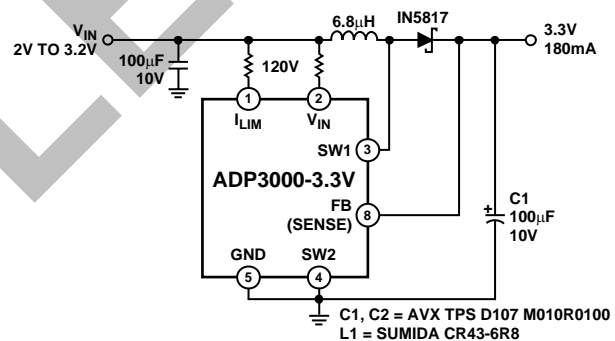 6.8µH
IN5817
VIN
2V TO 3.2V
3.3V
180mA
100µF
10V
120V
1
2
ILIM
VIN
SW1
3
ADP3000-3.3V
FB
(SENSE)
8
C1
+
100µF
10V
GND
SW2
5
4
C1, C2 = AVX TPS D107 M010R0100
L1 = SUMIDA CR43-6R8